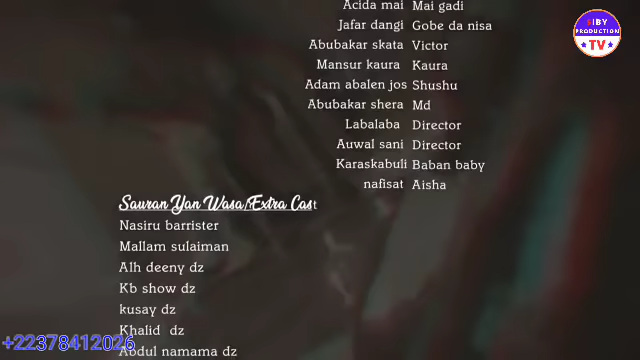 Acida mai Mai gadi
Jafar dangi Gobe da nisa
Abubakar skata Victor
Mansur kaura Kaura
Adam abalen jos Shushu
Abubakar shera Md
Labalaba Director
Auwal sani Director
Karaskabuli Baban baby
nafisat Aisha
Sauran Yan Wasa/Extra Cast
Nasiru barrister
Mallam sulaiman
Alh deeny dz
Kb show dz
kusay dz
Khalid dz
Abdul namama dz
SIBY
PRODUCTION
TV
+22378412026